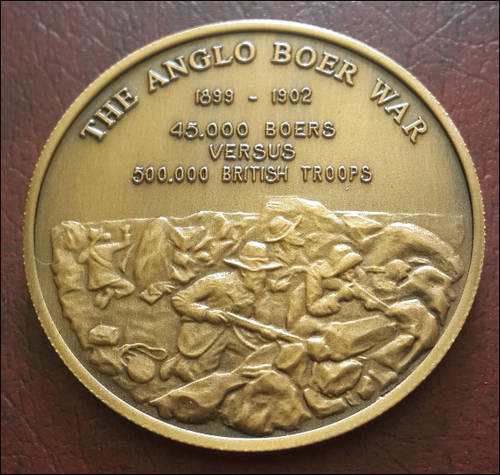 THE ANGLO BOER WAR
1899 - 1902
45.000 BOERS
VERSUS
500.000 BRITISH TROOPS